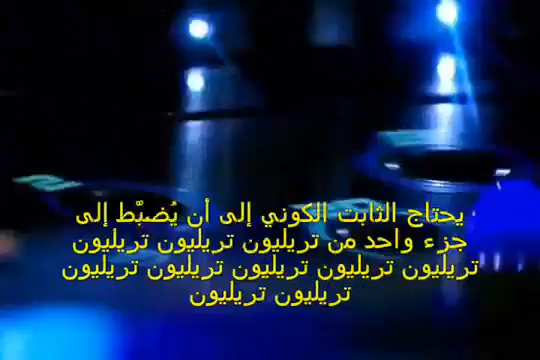 يحتاج الثابت الكوني إلى أن يُضبَّط إلى
جزء واحد من تريليون تريليون تريليون
تريليون تريليون تريليون تريليون تريليون
تريليون تريليون